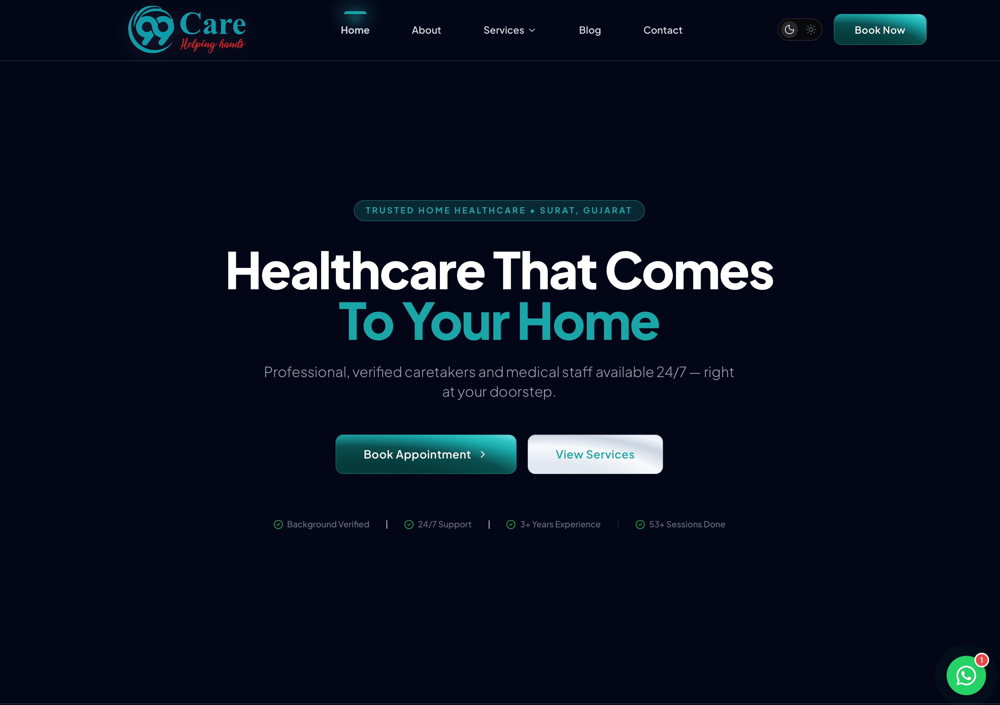 99 Care
Helping hands
Home
About
Services
Blog
Contact
Book Now
TRUSTED HOME HEALTHCARE • SURAT, GUJARAT
Healthcare That Comes
To Your Home
Professional, verified caretakers and medical staff available 24/7 — right
at your doorstep.
Book Appointment
View Services
Background Verified
24/7 Support
3+ Years Experience
53+ Sessions Done
1